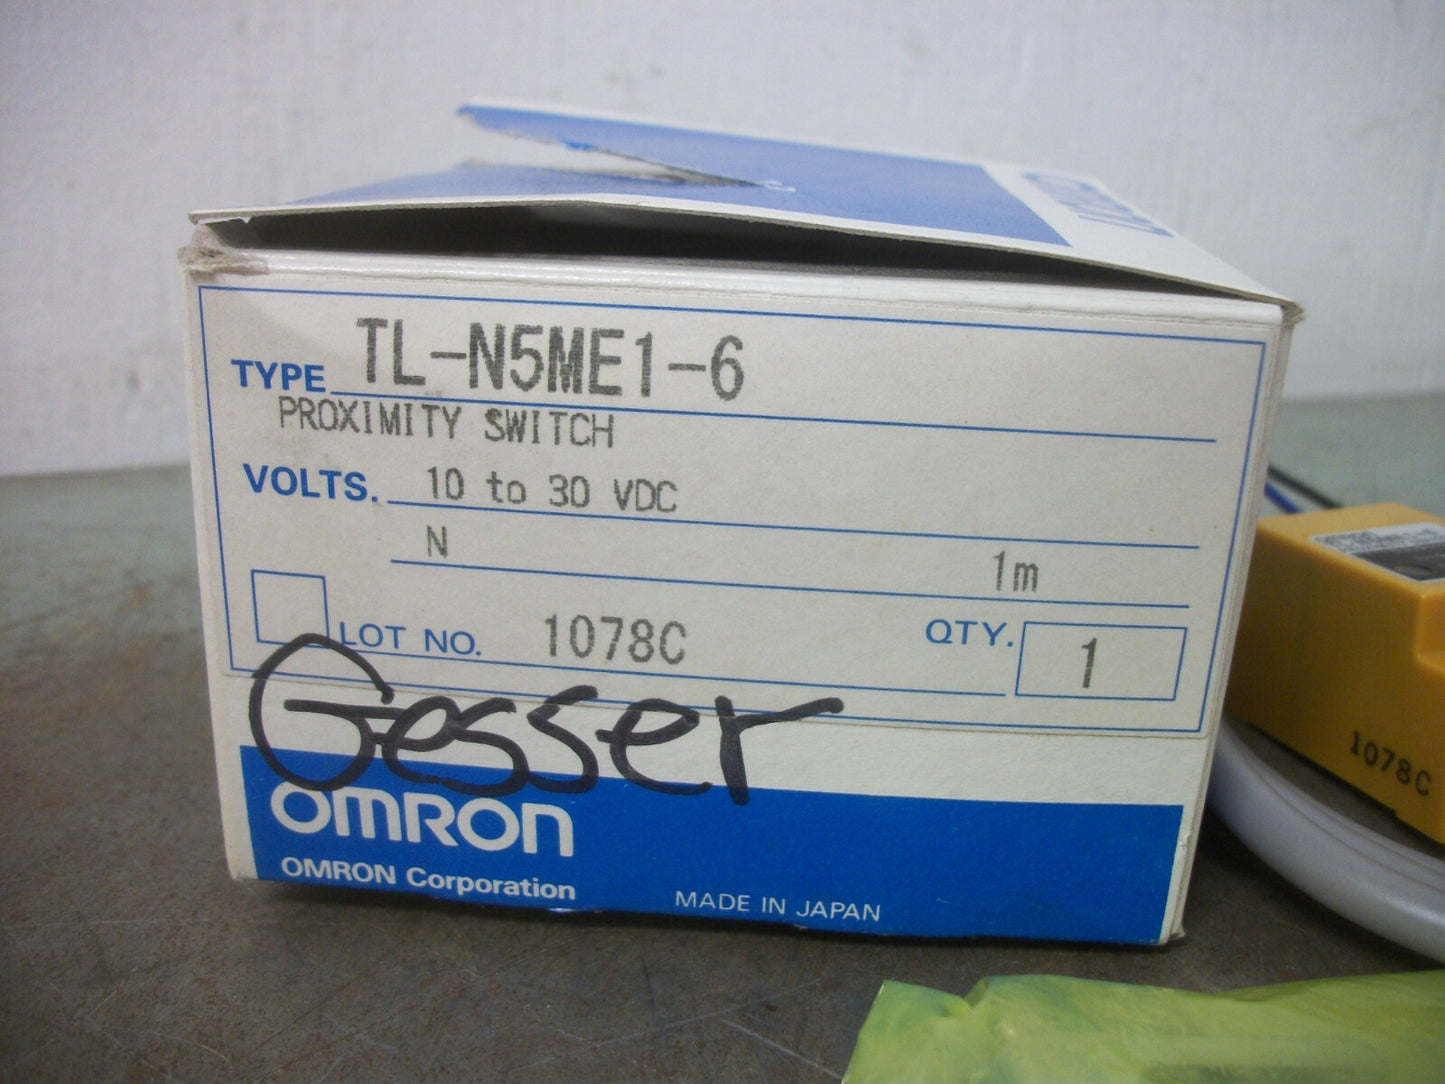 OMRON
TYPE TL-N5ME1-6
PROXIMITY SWITCH
VOLTS. 10 to 30 VDC
N 1m
LOT NO. 1078C QTY. 1
Gesser
OMRON
OMRON Corporation
MADE IN JAPAN
1078C